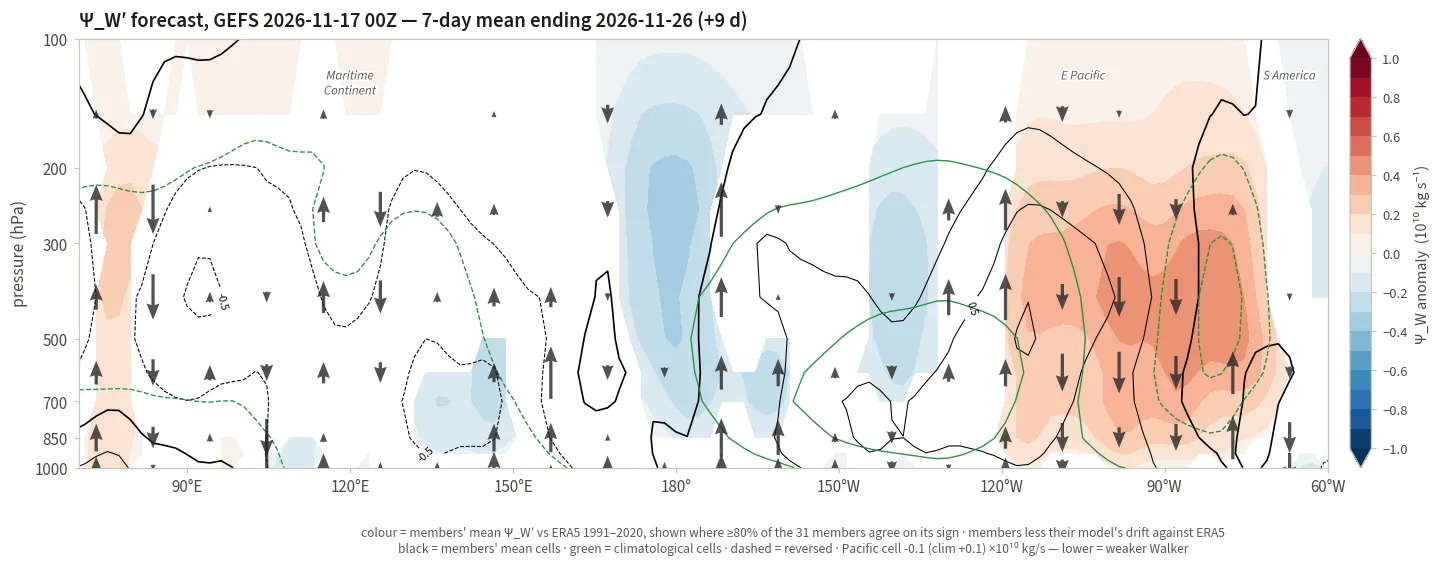 Ψ_W′ forecast, GEFS 2026-11-17 00Z — 7-day mean ending 2026-11-26 (+9 d)
100
200
300
400
500
700
850
1000
pressure (hPa)
Maritime
Continent
E Pacific
S America
-0.5
-0.5
0.5
90°E
120°E
150°E
180°
150°W
120°W
90°W
60°W
1.0
0.8
0.6
0.4
0.2
0.0
−0.2
−0.4
−0.6
−0.8
−1.0
Ψ_W anomaly (10¹⁰ kg s⁻¹)
colour = members' mean Ψ_W′ vs ERA5 1991–2020, shown where ≥80% of the 31 members agree on its sign · members less their model's drift against ERA5
black = members' mean cells · green = climatological cells · dashed = reversed · Pacific cell -0.1 (clim +0.1) ×10¹⁰ kg/s — lower = weaker Walker